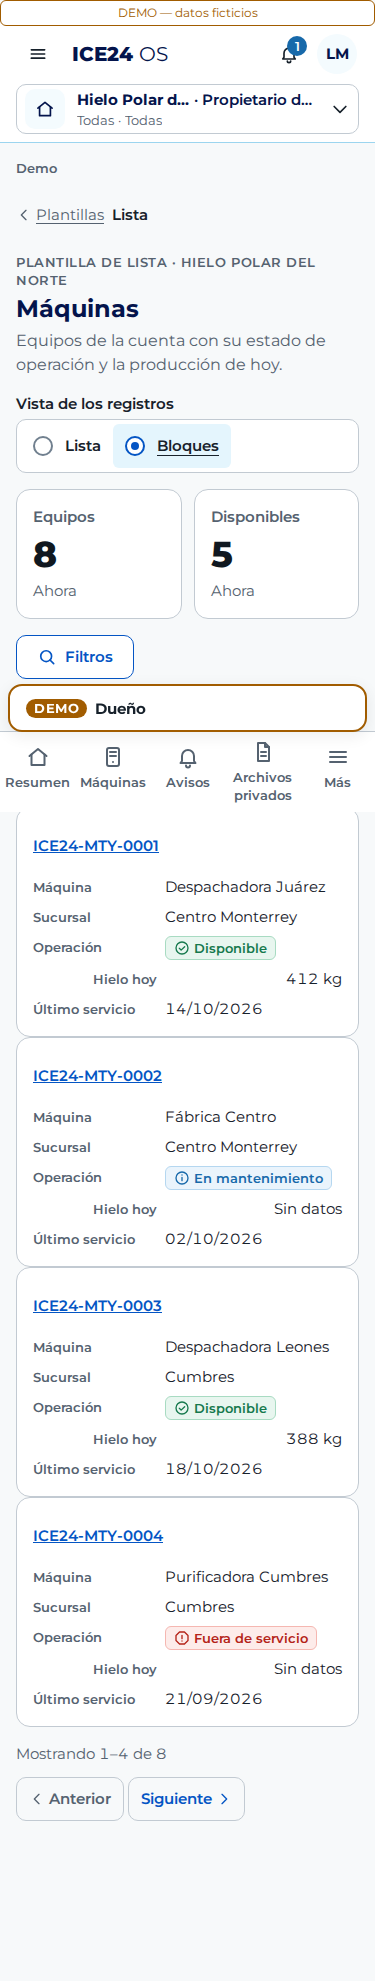 DEMO — datos ficticios
ICE24 OS
1
LM
Hielo Polar d... · Propietario d...
Todas · Todas
Demo
Plantillas Lista
PLANTILLA DE LISTA · HIELO POLAR DEL
NORTE
Máquinas
Equipos de la cuenta con su estado de
operación y la producción de hoy.
Vista de los registros
Lista Bloques
Equipos
8
Ahora
Disponibles
5
Ahora
Filtros
DEMO Dueño
Resumen
Máquinas
Avisos
Archivos
privados
Más
ICE24-MTY-0001
Máquina Despachadora Juárez
Sucursal Centro Monterrey
Operación Disponible
Hielo hoy 412 kg
Último servicio 14/10/2026
ICE24-MTY-0002
Máquina Fábrica Centro
Sucursal Centro Monterrey
Operación En mantenimiento
Hielo hoy Sin datos
Último servicio 02/10/2026
ICE24-MTY-0003
Máquina Despachadora Leones
Sucursal Cumbres
Operación Disponible
Hielo hoy 388 kg
Último servicio 18/10/2026
ICE24-MTY-0004
Máquina Purificadora Cumbres
Sucursal Cumbres
Operación Fuera de servicio
Hielo hoy Sin datos
Último servicio 21/09/2026
Mostrando 1–4 de 8
Anterior Siguiente